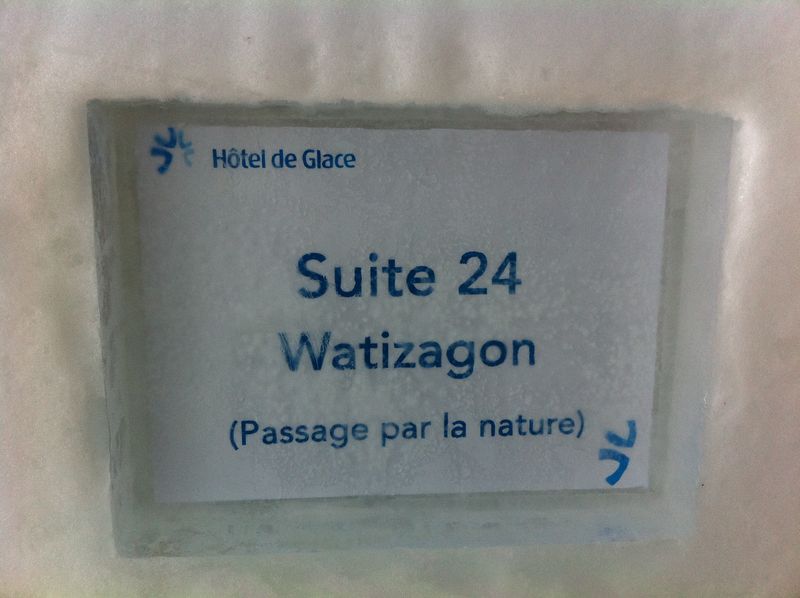 Hôtel de Glace
Suite 24
Watizagon
(Passage par la nature)